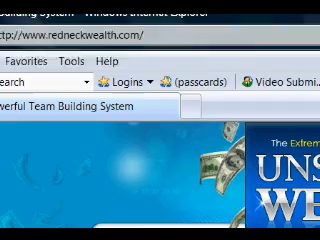 uilding System - Windows Internet Explorer
ttp://www.redneckwealth.com/
Favorites Tools Help
earch Logins (passcards) Video Submi...
werful Team Building System
The Extrem
UNS
WE